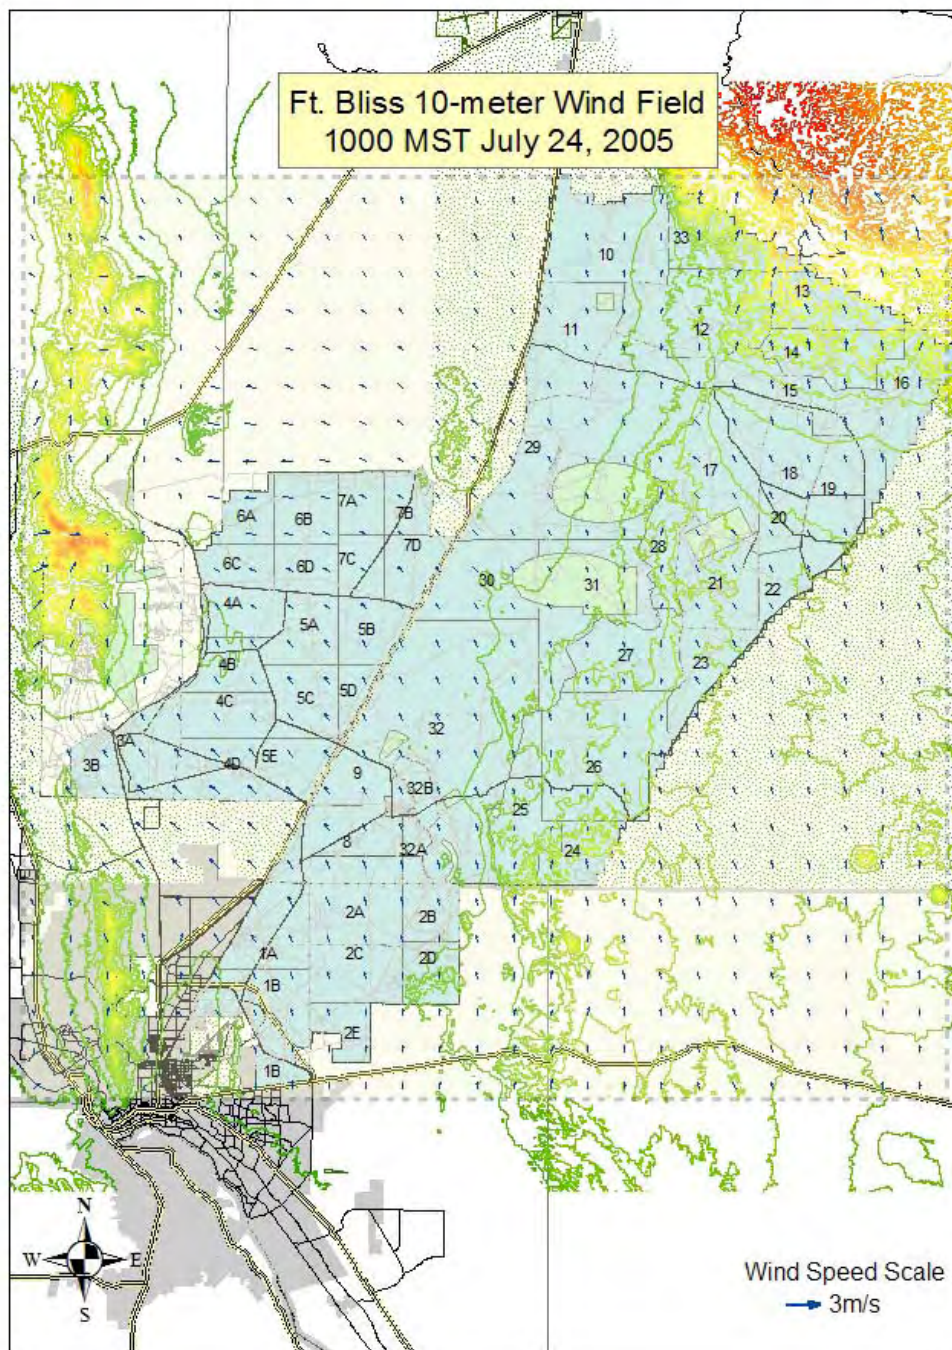 Ft. Bliss 10-meter Wind Field
1000 MST July 24, 2005
33
10
13
11
12
14
15
16
29
17
18
19
7A
6A
6B
7B
20
7D
28
6C
6D
7C
30
31
21
22
4A
5A
5B
27
4B
23
4C
5C
5D
32
3A
3B
4D
5E
9
26
32B
25
8
32A
24
2A
2B
1A
2C
2D
1B
2E
1B
N
W
E
S
Wind Speed Scale
3m/s